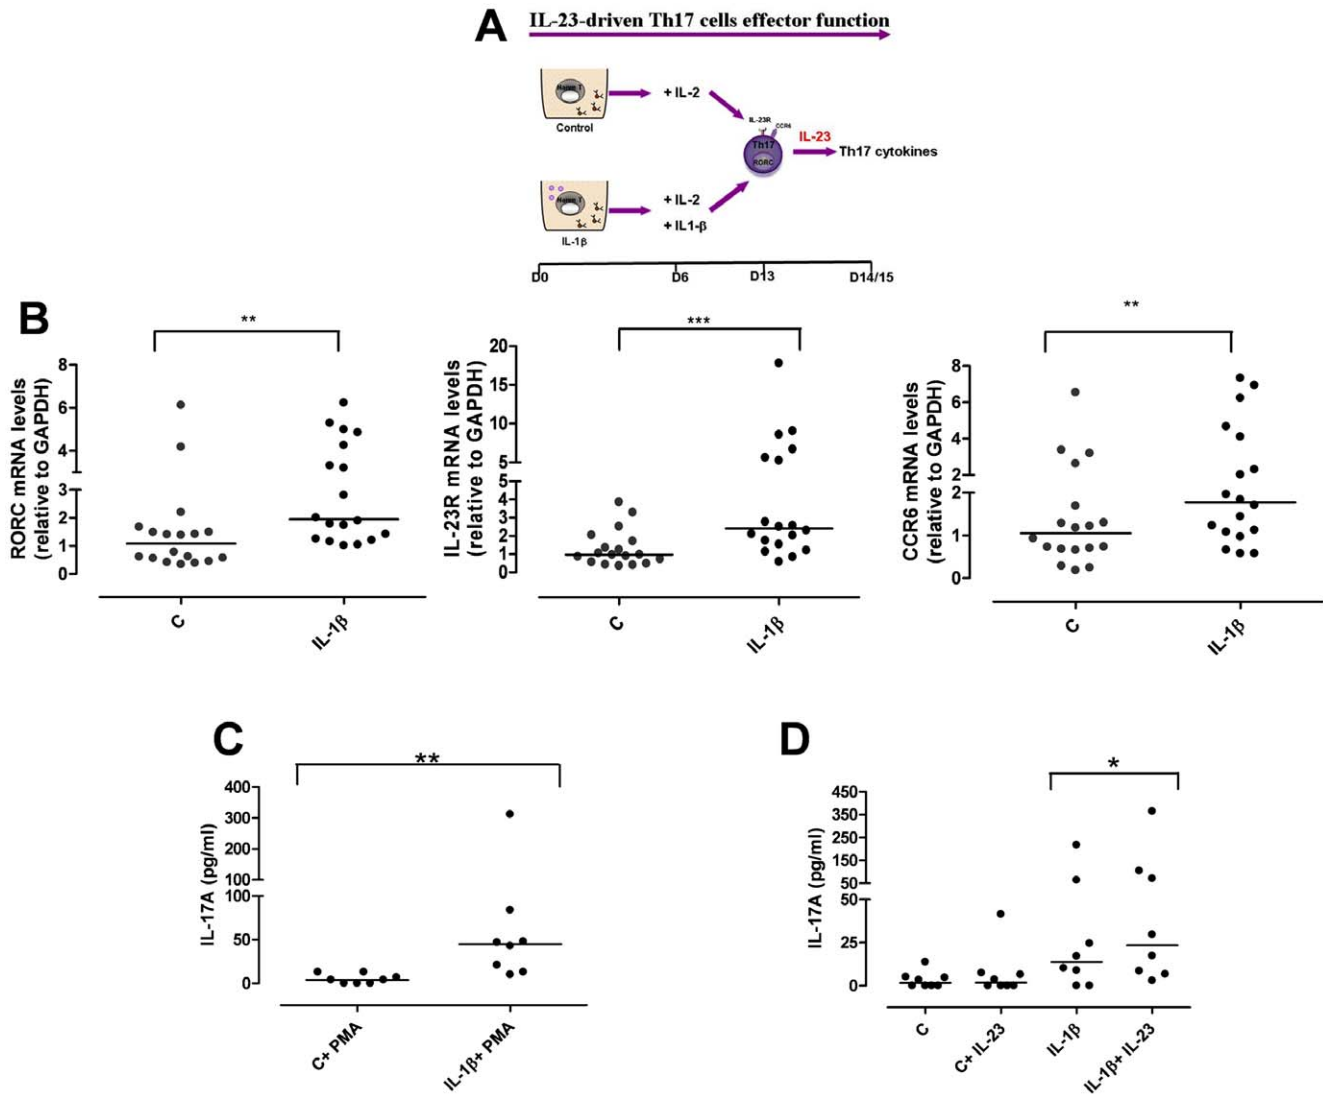 A
IL-23-driven Th17 cells effector function
Naive T
+ IL-2
Control
IL-23R
CCR6
Th17
RORC
IL-23
Th17 cytokines
Naive T
+ IL-2
+ IL1-β
IL-1β
D0 D6 D13 D14/15
B
**
RORC mRNA levels
(relative to GAPDH)
8
6
4
3
2
1
0
C IL-1β
***
IL-23R mRNA levels
(relative to GAPDH)
20
15
10
5
5
4
3
2
1
0
C IL-1β
**
CCR6 mRNA levels
(relative to GAPDH)
8
6
4
2
2
1
0
C IL-1β
C
**
IL-17A (pg/ml)
400
300
200
100
100
50
0
C+ PMA IL-1β+ PMA
D
*
IL-17A (pg/ml)
450
350
250
150
50
50
25
0
C C+ IL-23 IL-1β IL-1β+ IL-23